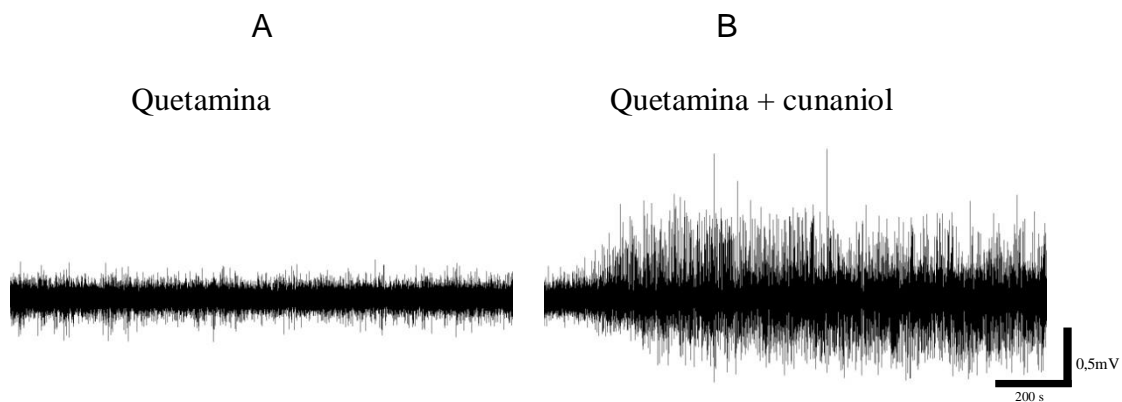 A
B
Quetamina
Quetamina + cunaniol
0,5mV
200 s